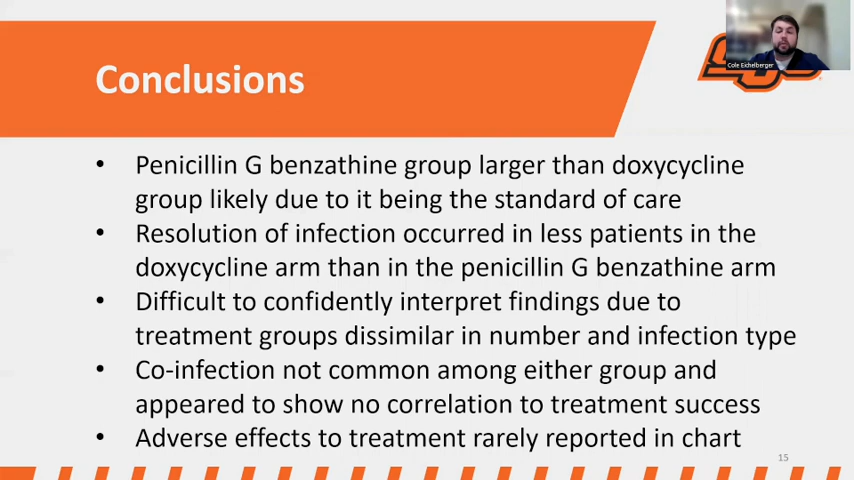 Conclusions
Cole Eichelberger
• Penicillin G benzathine group larger than doxycycline
group likely due to it being the standard of care
• Resolution of infection occurred in less patients in the
doxycycline arm than in the penicillin G benzathine arm
• Difficult to confidently interpret findings due to
treatment groups dissimilar in number and infection type
• Co-infection not common among either group and
appeared to show no correlation to treatment success
• Adverse effects to treatment rarely reported in chart
15